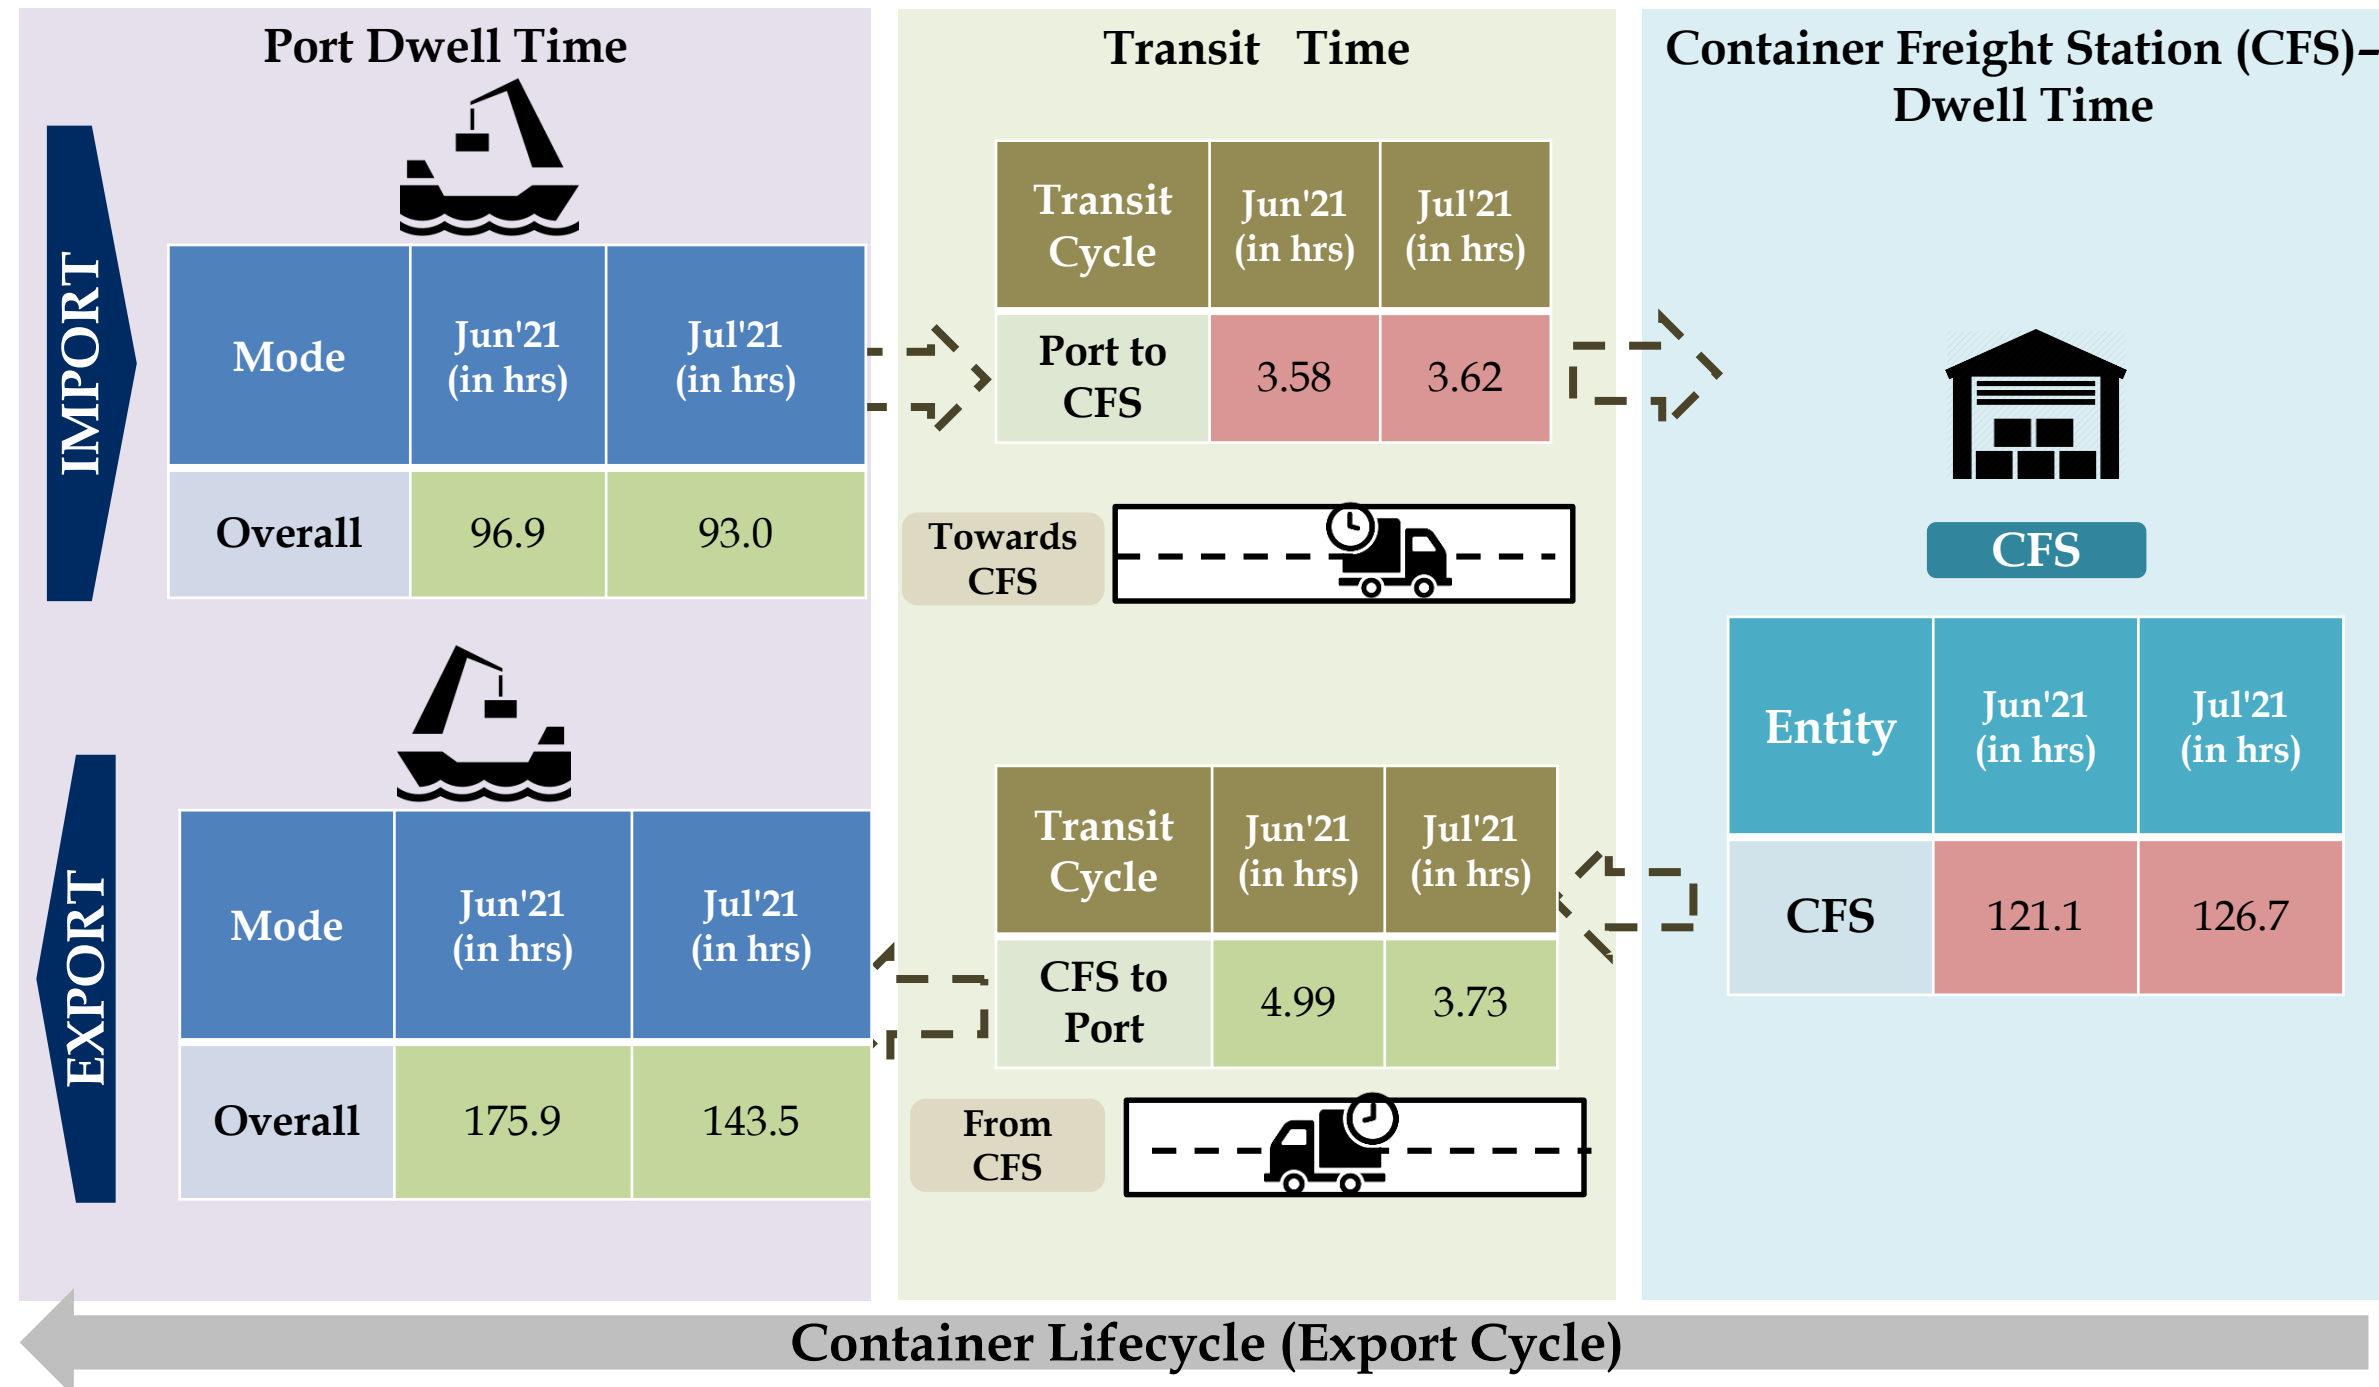 Port Dwell Time
IMPORT
Mode
Jun'21
(in hrs)
Jul'21
(in hrs)
Overall
96.9
93.0
EXPORT
Mode
Jun'21
(in hrs)
Jul'21
(in hrs)
Overall
175.9
143.5
Transit Time
Transit
Cycle
Jun'21
(in hrs)
Jul'21
(in hrs)
Port to
CFS
3.58
3.62
Towards
CFS
Transit
Cycle
Jun'21
(in hrs)
Jul'21
(in hrs)
CFS to
Port
4.99
3.73
From
CFS
Container Freight Station (CFS)–
Dwell Time
CFS
Entity
Jun'21
(in hrs)
Jul'21
(in hrs)
CFS
121.1
126.7
Container Lifecycle (Export Cycle)